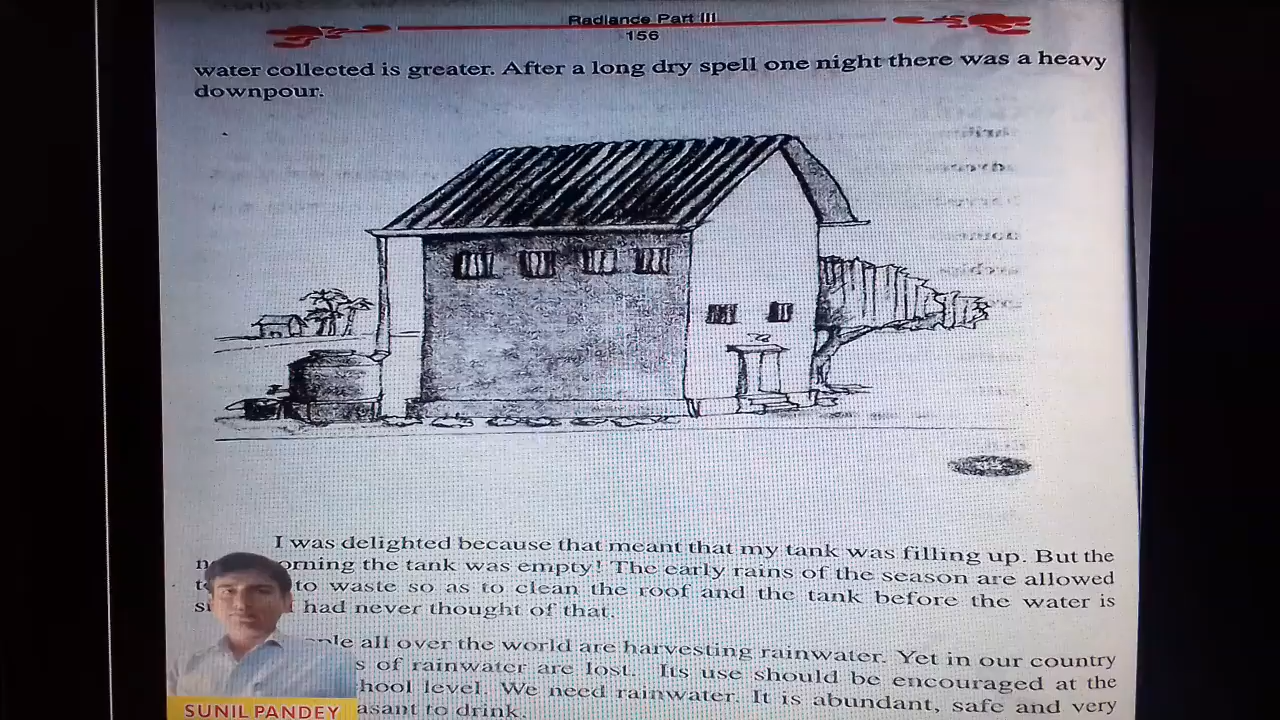 Radiance Part III
156
water collected is greater. After a long dry spell one night there was a heavy
downpour.
I was delighted because that meant that my tank was filling up. But the
orning the tank was empty! The early rains of the season are allowed
to waste so as to clean the roof and the tank before the water is
had never thought of that.
ple all over the world are harvesting rainwater. Yet in our country
s of rainwater are lost. Its use should be encouraged at the
hool level. We need rainwater. It is abundant, safe and very
asant to drink.
SUNIL PANDEY